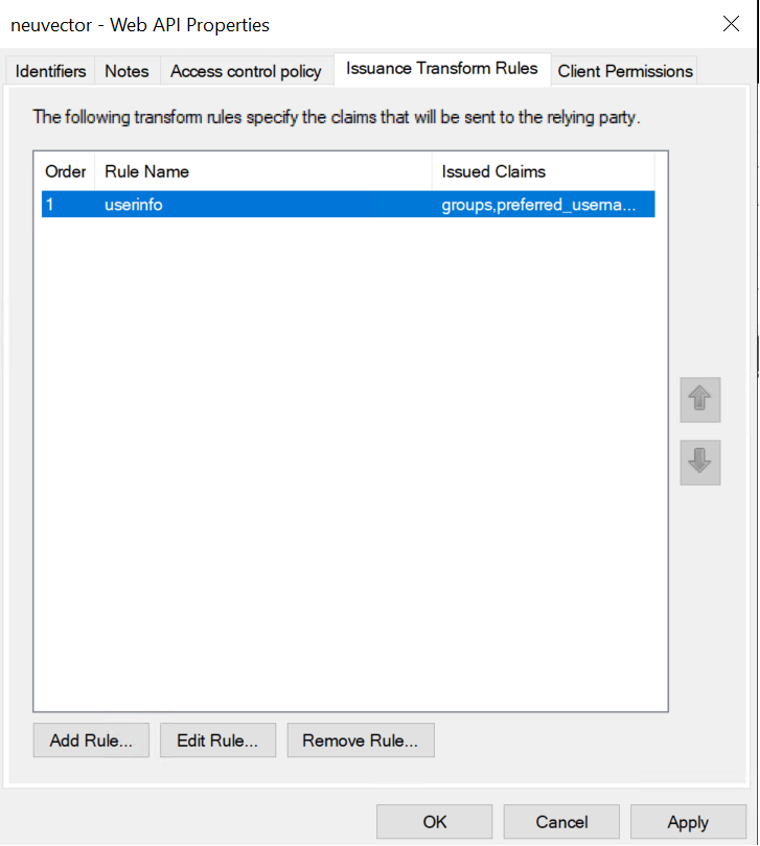 neuvector - Web API Properties
Identifiers Notes Access control policy Issuance Transform Rules Client Permissions
The following transform rules specify the claims that will be sent to the relying party.
Order Rule Name Issued Claims
1 userinfo groups,preferred_userna...
Add Rule... Edit Rule... Remove Rule...
OK Cancel Apply